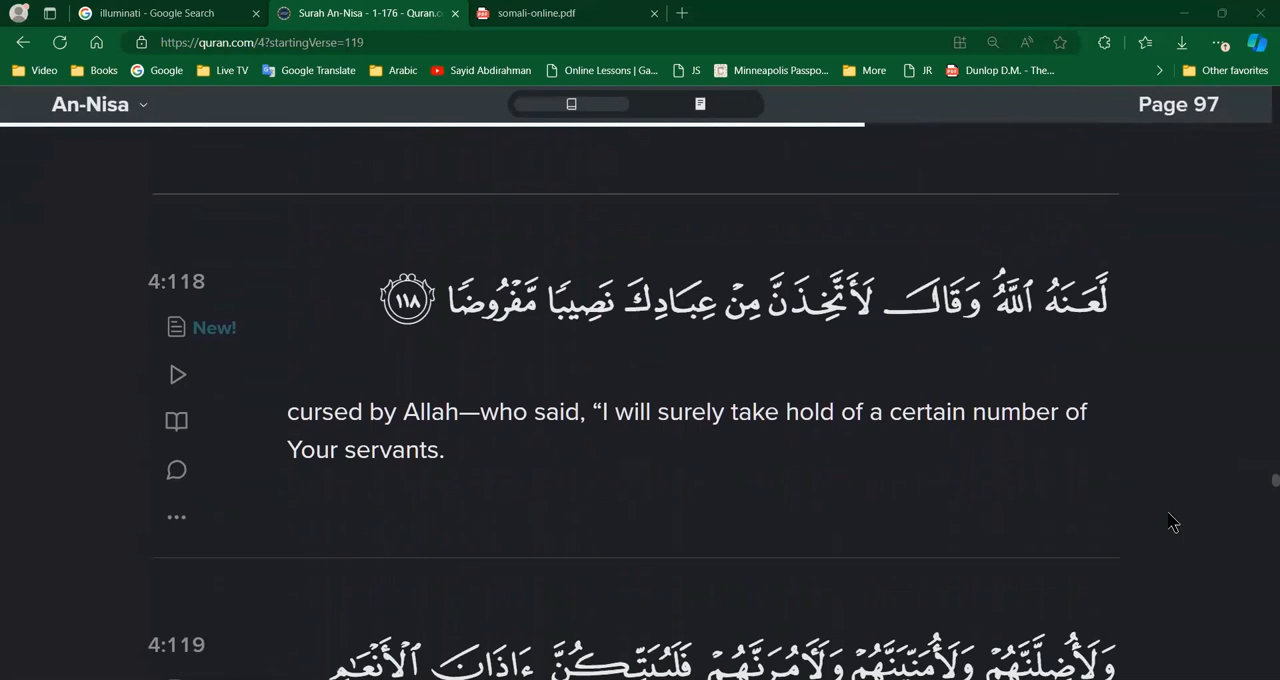 illuminati - Google Search
Surah An-Nisa - 1-176 - Quran.c
somali-online.pdf
https://quran.com/4?startingVerse=119
Video
Books
Google
Live TV
Google Translate
Arabic
Sayid Abdirahman
Online Lessons | Ga...
JS
Minneapolis Passpo...
More
JR
Dunlop D.M. - The...
Other favorites
An-Nisa
Page 97
4:118
لَّعَنَهُ ٱللَّهُ وَقَالَ لَأَتَّخِذَنَّ مِنْ عِبَادِكَ نَصِيبًا مَّفْرُوضًا ١١٨
New!
cursed by Allah—who said, “I will surely take hold of a certain number of
Your servants.
4:119
وَلَأُضِلَّنَّهُمْ وَلَأُمَنِّيَنَّهُمْ وَلَـَٔامُرَنَّهُمْ فَلَيُبَتِّكُنَّ ءَاذَانَ ٱلْأَنْعَـٰمِ